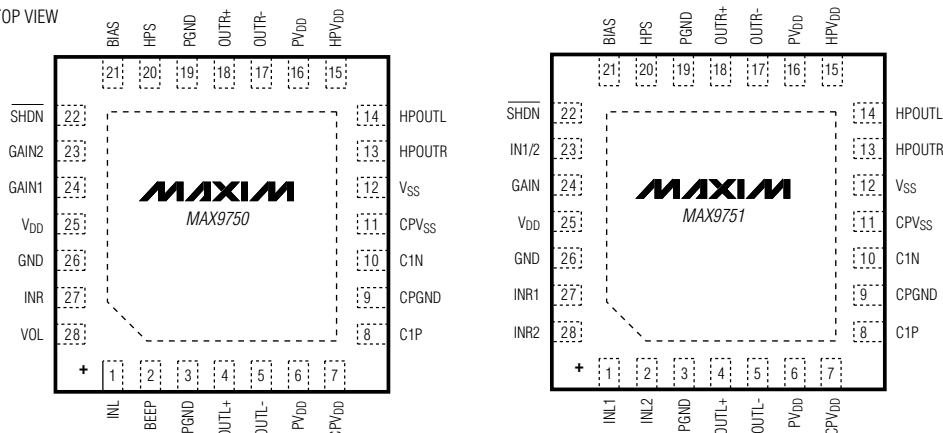 TOP VIEW
BIAS HPS PGND OUTR+ OUTR- PVDD HPVDD
21 20 19 18 17 16 15
SHDN 22 14 HPOUTL
GAIN2 23 13 HPOUTR
GAIN1 24 12 VSS
VDD 25 11 CPVSS
GND 26 10 C1N
INR 27 9 CPGND
VOL 28 8 C1P
MAXIM
MAX9750
+ 1 2 3 4 5 6 7
INL BEEP PGND OUTL+ OUTL- PVDD CPVDD
BIAS HPS PGND OUTR+ OUTR- PVDD HPVDD
21 20 19 18 17 16 15
SHDN 22 14 HPOUTL
IN1/2 23 13 HPOUTR
GAIN 24 12 VSS
VDD 25 11 CPVSS
GND 26 10 C1N
INR1 27 9 CPGND
INR2 28 8 C1P
MAXIM
MAX9751
+ 1 2 3 4 5 6 7
INL1 INL2 PGND OUTL+ OUTL- PVDD CPVDD